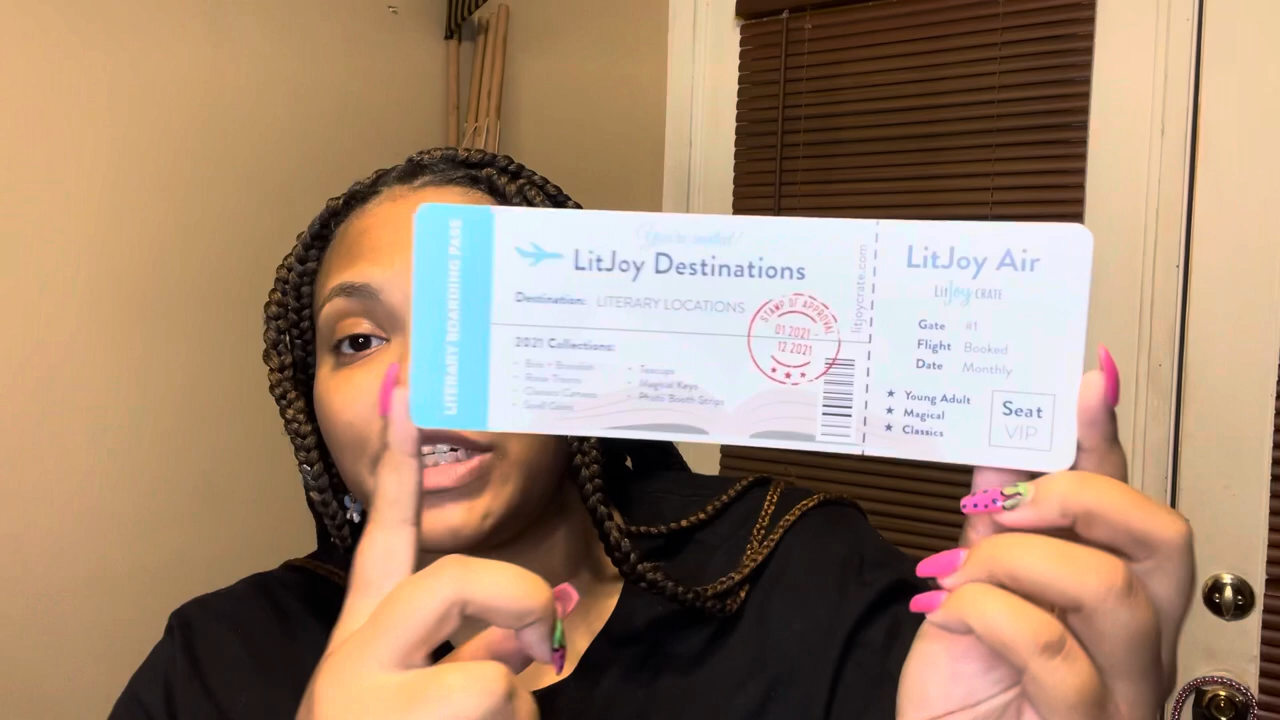 LITERARY BOARDING PASS
You're invited!
LitJoy Destinations
Destination: LITERARY LOCATIONS
2021 Collections:
Teacups
Magical Keys
Photo Booth Strips
STAMP OF APPROVAL
01.2021 -
12.2021
litjoycrate.com
LitJoy Air
LitJoy CRATE
Gate #1
Flight Booked
Date Monthly
★ Young Adult
★ Magical
★ Classics
Seat
VIP